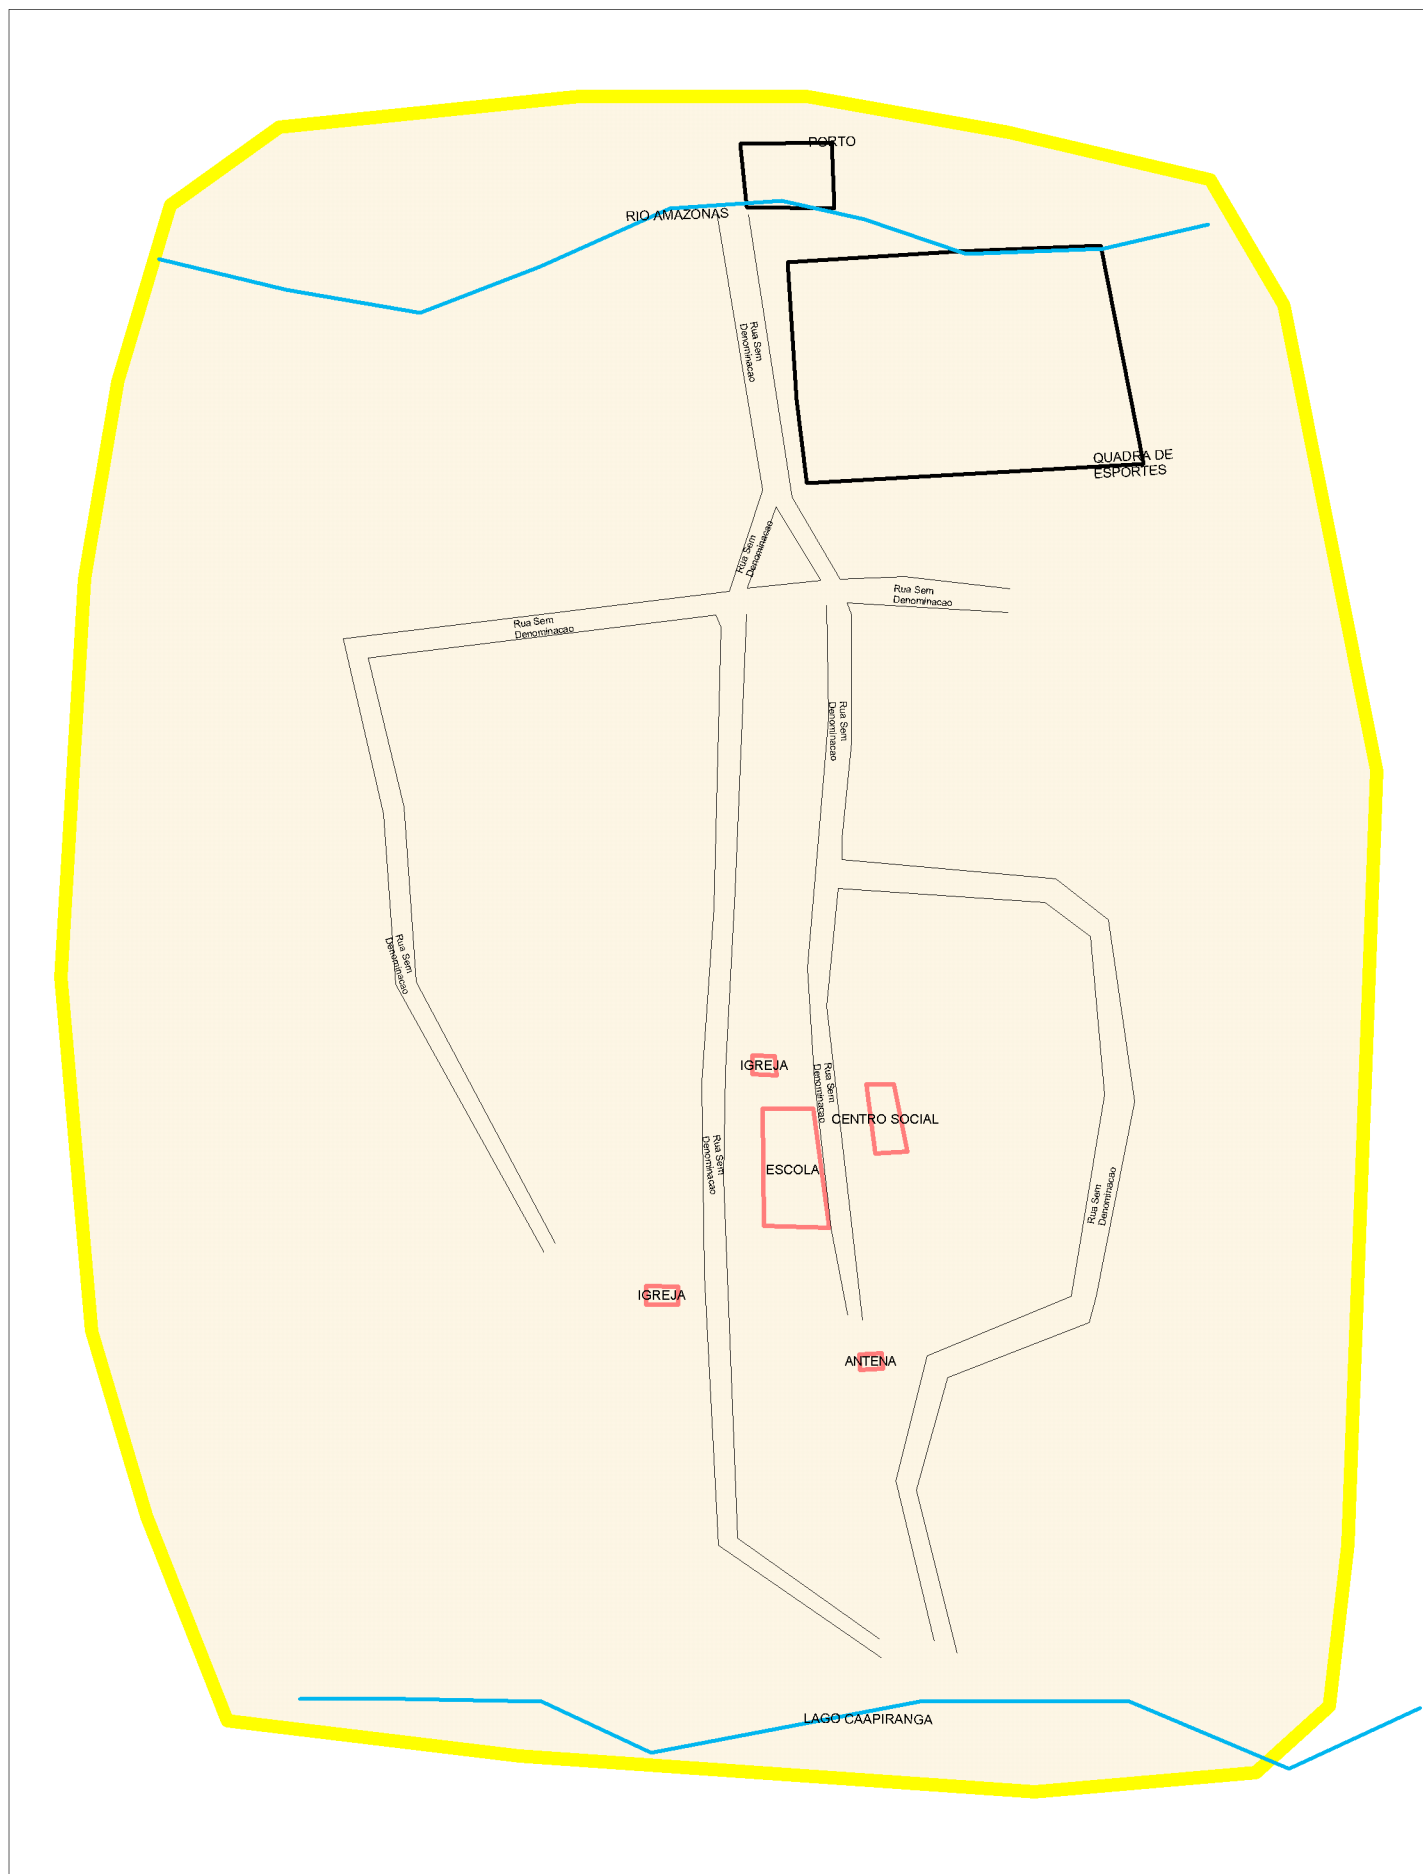 PORTO
RIO AMAZONAS
Rua Sem
Denominacao
QUADRA DE
ESPORTES
Rua Sem
Denominacao
Rua Sem
Denominacao
Rua Sem
Denominacao
Rua Sem
Denominacao
Rua Sem
Denominacao
IGREJA
Rua Sem
Denominacao
CENTRO SOCIAL
Rua Sem
Denominacao
ESCOLA
Rua Sem
Denominacao
IGREJA
ANTENA
LAGO CAAPIRANGA